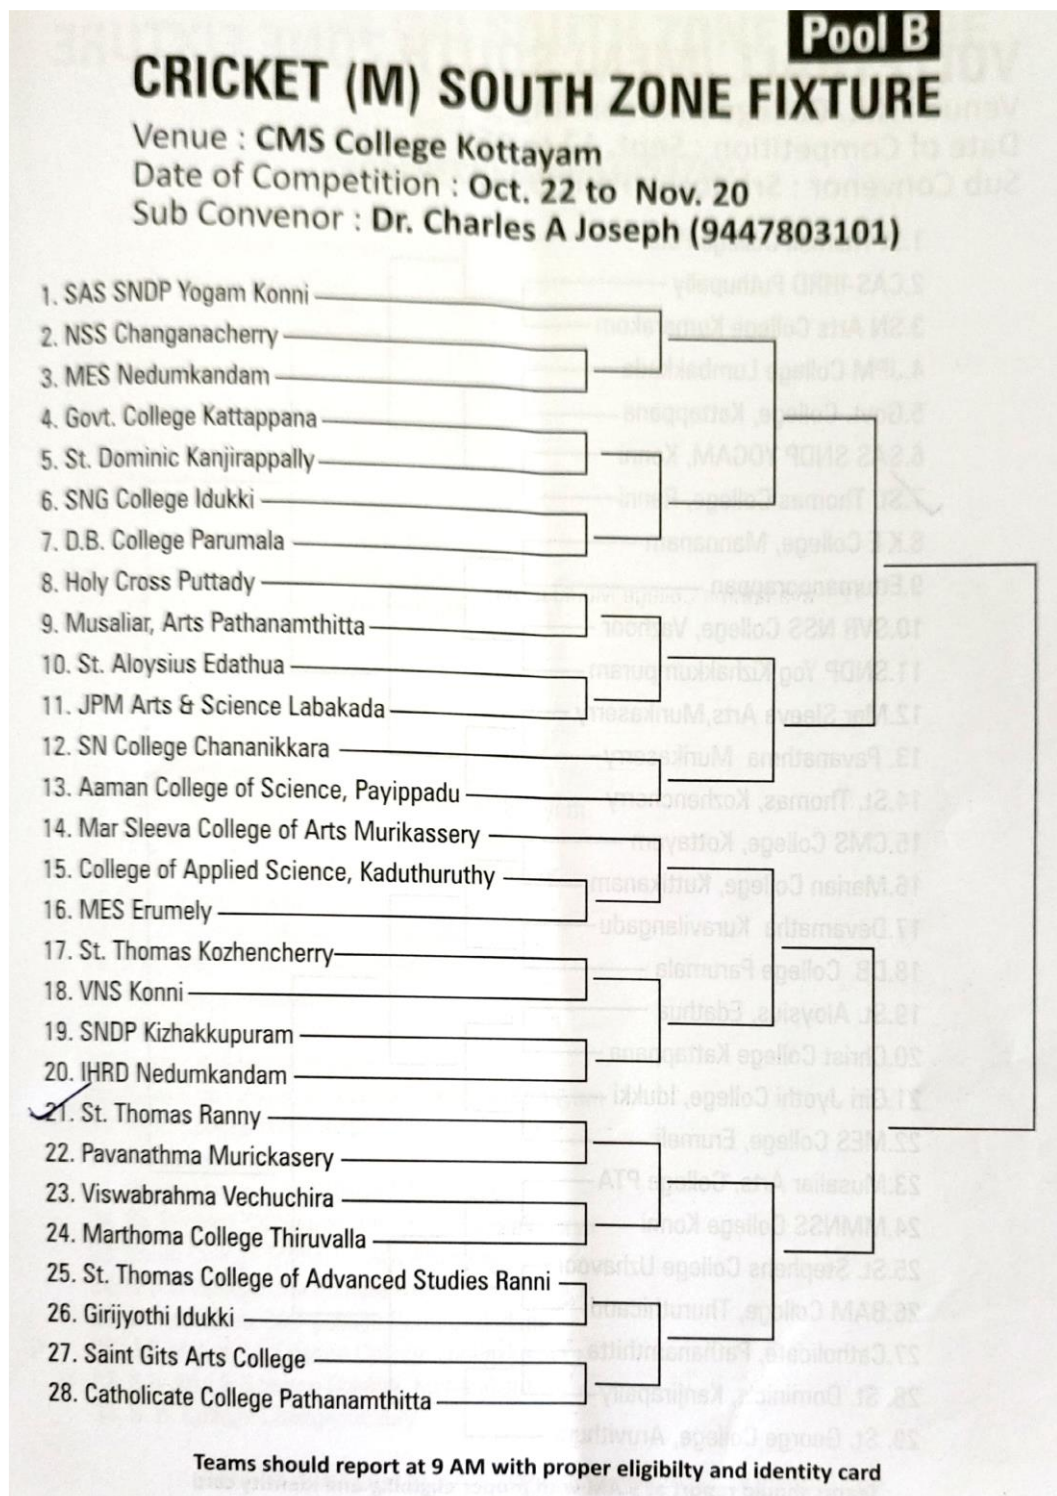 Pool B
CRICKET (M) SOUTH ZONE FIXTURE
Venue : CMS College Kottayam
Date of Competition : Oct. 22 to Nov. 20
Sub Convenor : Dr. Charles A Joseph (9447803101)
1. SAS SNDP Yogam Konni
2. NSS Changanacherry
3. MES Nedumkandam
4. Govt. College Kattappana
5. St. Dominic Kanjirappally
6. SNG College Idukki
7. D.B. College Parumala
8. Holy Cross Puttady
9. Musaliar, Arts Pathanamthitta
10. St. Aloysius Edathua
11. JPM Arts & Science Labakada
12. SN College Chananikkara
13. Aaman College of Science, Payippadu
14. Mar Sleeva College of Arts Murikassery
15. College of Applied Science, Kaduthuruthy
16. MES Erumely
17. St. Thomas Kozhencherry
18. VNS Konni
19. SNDP Kizhakkupuram
20. IHRD Nedumkandam
21. St. Thomas Ranny
22. Pavanathma Murickasery
23. Viswabrahma Vechuchira
24. Marthoma College Thiruvalla
25. St. Thomas College of Advanced Studies Ranni
26. Girijyothi Idukki
27. Saint Gits Arts College
28. Catholicate College Pathanamthitta
Teams should report at 9 AM with proper eligibilty and identity card